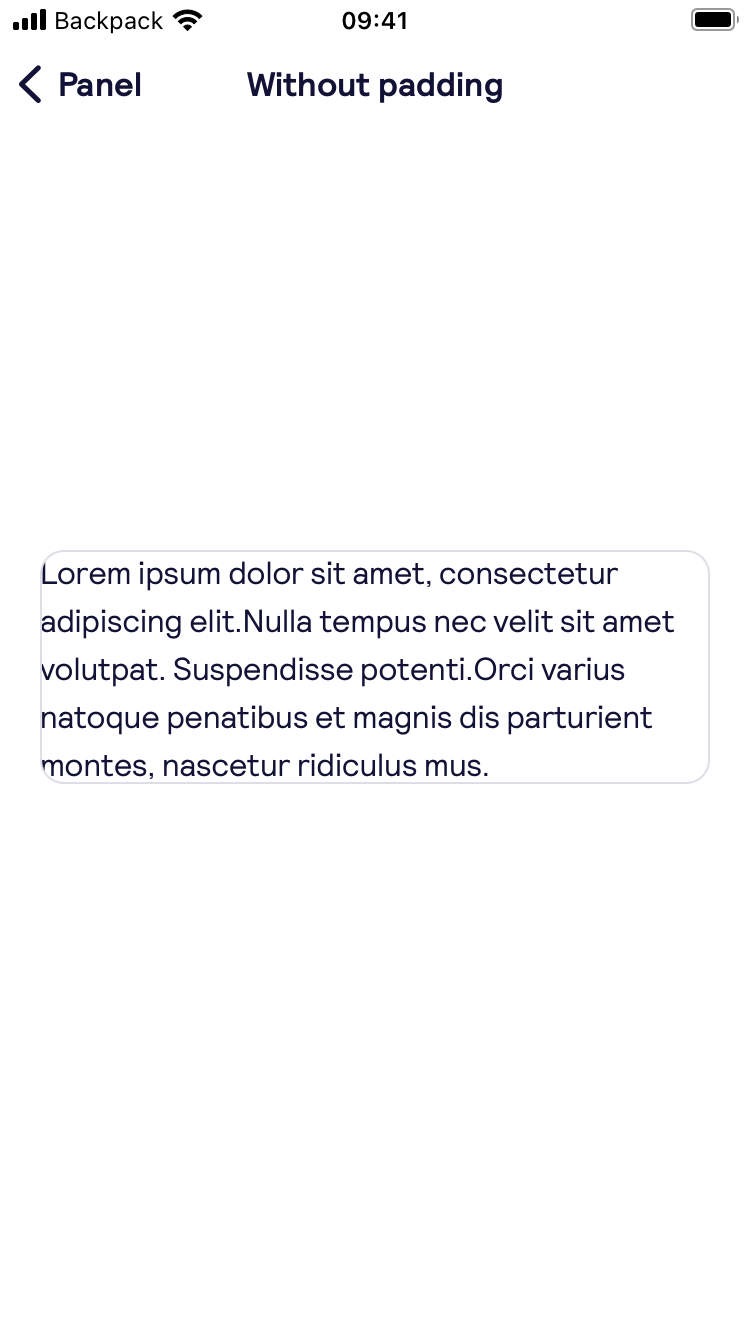 Backpack 09:41
Panel Without padding
Lorem ipsum dolor sit amet, consectetur
adipiscing elit.Nulla tempus nec velit sit amet
volutpat. Suspendisse potenti.Orci varius
natoque penatibus et magnis dis parturient
montes, nascetur ridiculus mus.